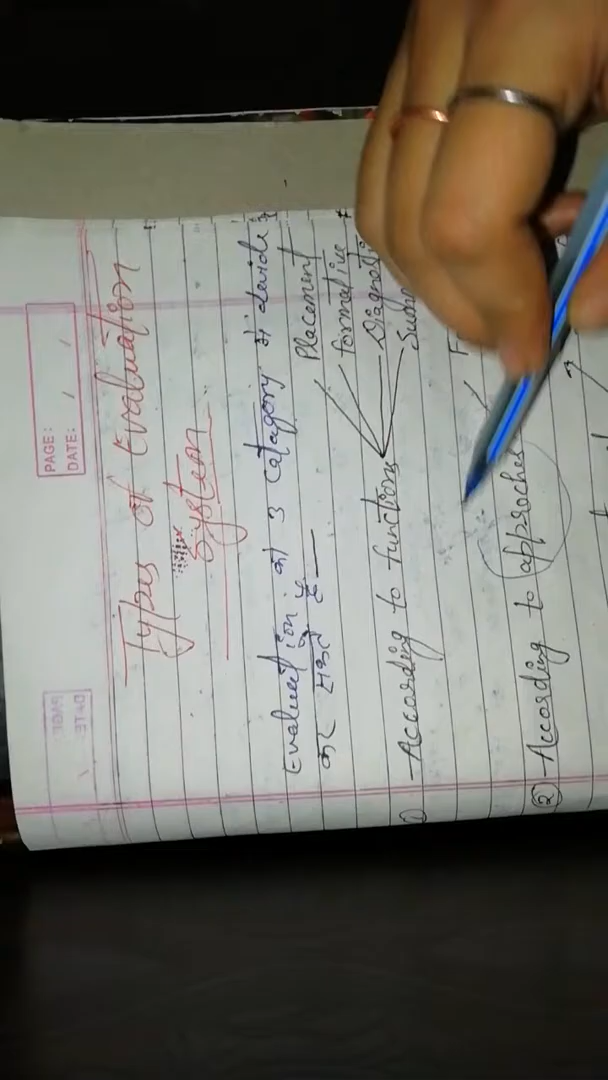 PAGE:
DATE: / /
Types of Evaluation
System
Evaluation को 3 catagory में devide
कर सकते हैं —
① According to functions
Placement
formative
Diagnostic
② According to approaches